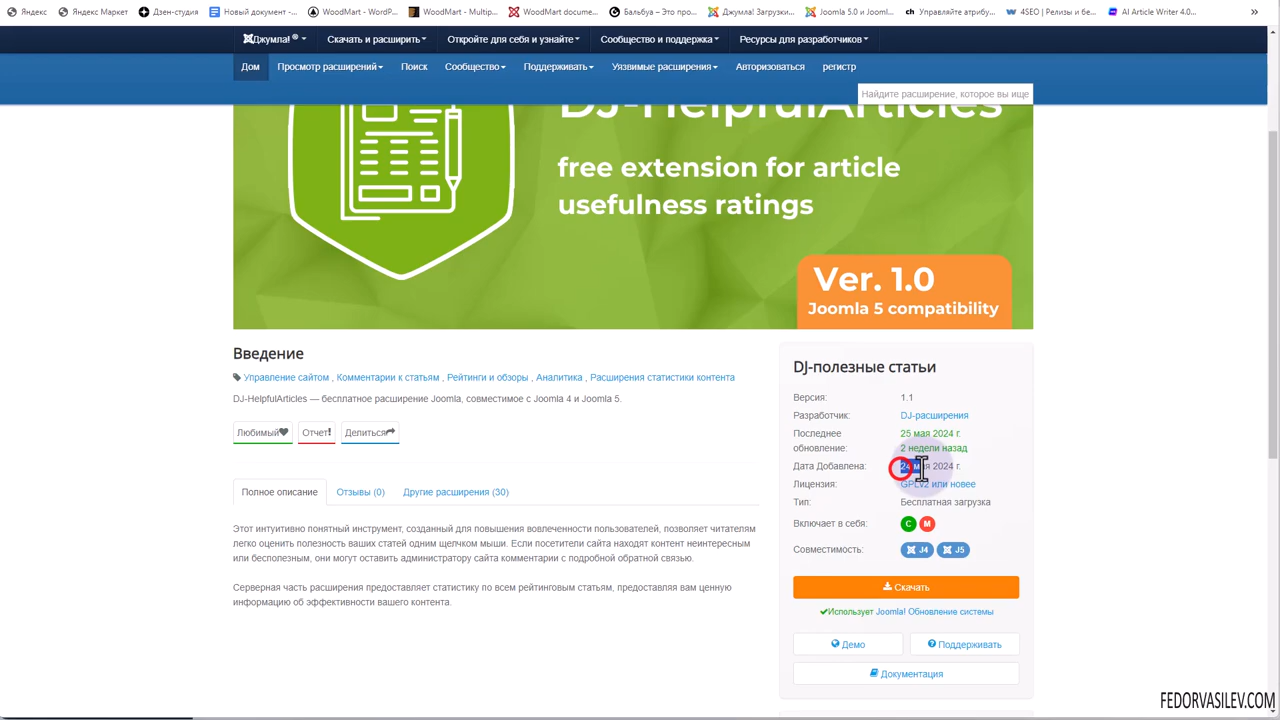 Яндекс Яндекс Маркет Дзен-студия Новый документ -... WoodMart - WordP... WoodMart - Multip... WoodMart docume... Бальбуа – Это про... Джумла! Загрузки... Joomla 5.0 и Jooml... Управляйте атрибу... 4SEO | Релизы и бе... AI Article Writer 4.0...
Джумла! ® Скачать и расширить Откройте для себя и узнайте Сообщество и поддержка Ресурсы для разработчиков
Дом Просмотр расширений Поиск Сообщество Поддерживать Уязвимые расширения Авторизоваться регистр
Найдите расширение, которое вы ище
DJ-HelpfulArticles
free extension for article
usefulness ratings
Ver. 1.0
Joomla 5 compatibility
Введение
Управление сайтом , Комментарии к статьям , Рейтинги и обзоры , Аналитика , Расширения статистики контента
DJ-HelpfulArticles — бесплатное расширение Joomla, совместимое с Joomla 4 и Joomla 5.
Любимый Отчет! Делиться
Полное описание Отзывы (0) Другие расширения (30)
Этот интуитивно понятный инструмент, созданный для повышения вовлеченности пользователей, позволяет читателям
легко оценить полезность ваших статей одним щелчком мыши. Если посетители сайта находят контент неинтересным
или бесполезным, они могут оставить администратору сайта комментарии с подробной обратной связью.
Серверная часть расширения предоставляет статистику по всем рейтинговым статьям, предоставляя вам ценную
информацию об эффективности вашего контента.
DJ-полезные статьи
Версия: 1.1
Разработчик: DJ-расширения
Последнее 25 мая 2024 г.
обновление: 2 недели назад
Дата Добавлена: 24 мая 2024 г.
Лицензия: GPLv2 или новее
Тип: Бесплатная загрузка
Включает в себя: C M
Совместимость: J4 J5
Скачать
Использует Joomla! Обновление системы
Демо Поддерживать
Документация
FEDORVASILEV.COM